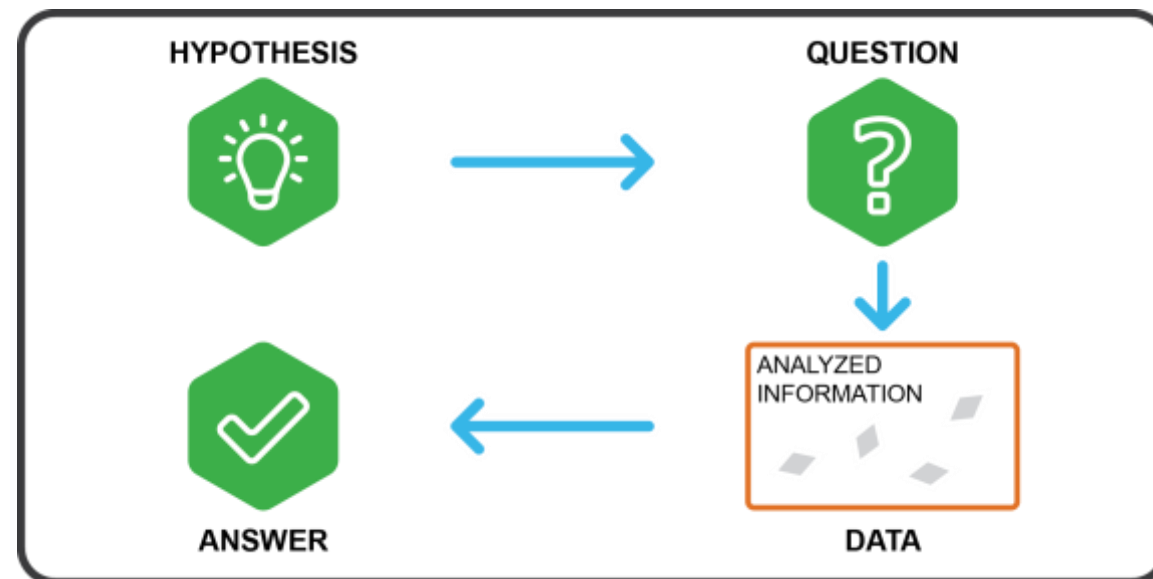 HYPOTHESIS
QUESTION
?
ANALYZED
INFORMATION
ANSWER
DATA